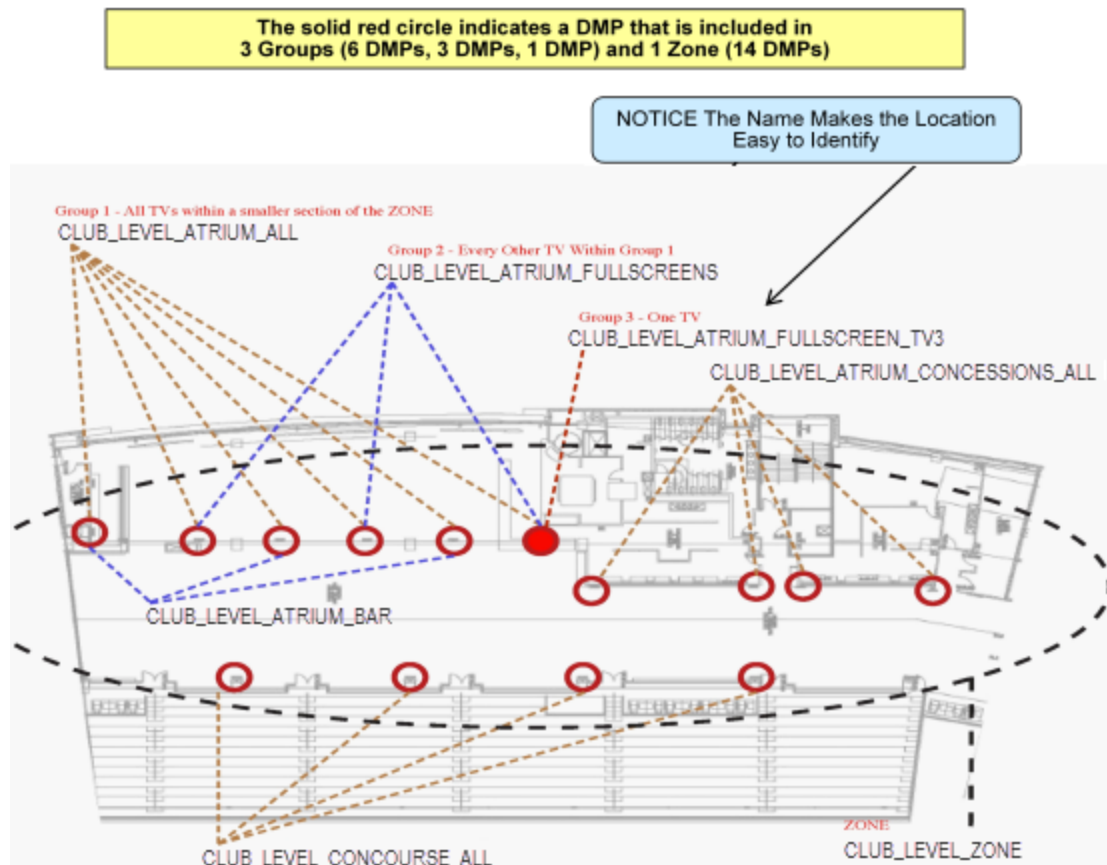 The solid red circle indicates a DMP that is included in
3 Groups (6 DMPs, 3 DMPs, 1 DMP) and 1 Zone (14 DMPs)
NOTICE The Name Makes the Location
Easy to Identify
Group 1 - All TVs within a smaller section of the ZONE
CLUB_LEVEL_ATRIUM_ALL
Group 2 - Every Other TV Within Group 1
CLUB_LEVEL_ATRIUM_FULLSCREENS
Group 3 - One TV
CLUB_LEVEL_ATRIUM_FULLSCREEN_TV3
CLUB_LEVEL_ATRIUM_CONCESSIONS_ALL
CLUB_LEVEL_ATRIUM_BAR
ZONE
CLUB_LEVEL_ZONE
CLUB_LEVEL_CONCOURSE_ALL